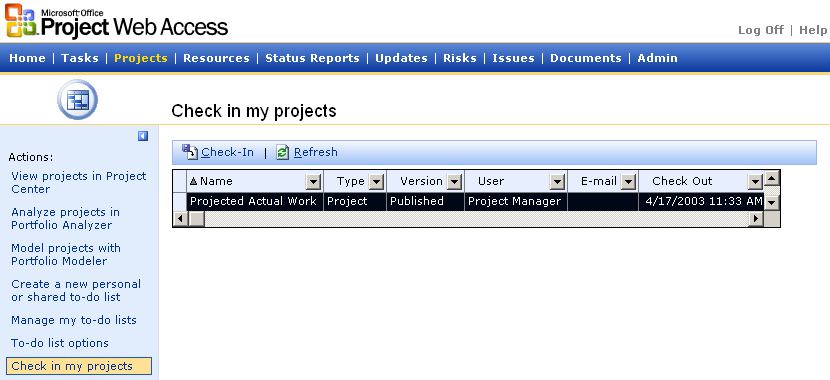 Microsoft Office
Project Web Access
Log Off | Help
Home | Tasks | Projects | Resources | Status Reports | Updates | Risks | Issues | Documents | Admin
Check in my projects
Check-In | Refresh
Name Type Version User E-mail Check Out
Projected Actual Work Project Published Project Manager 4/17/2003 11:33 AM
Actions:
View projects in Project
Center
Analyze projects in
Portfolio Analyzer
Model projects with
Portfolio Modeler
Create a new personal
or shared to-do list
Manage my to-do lists
To-do list options
Check in my projects